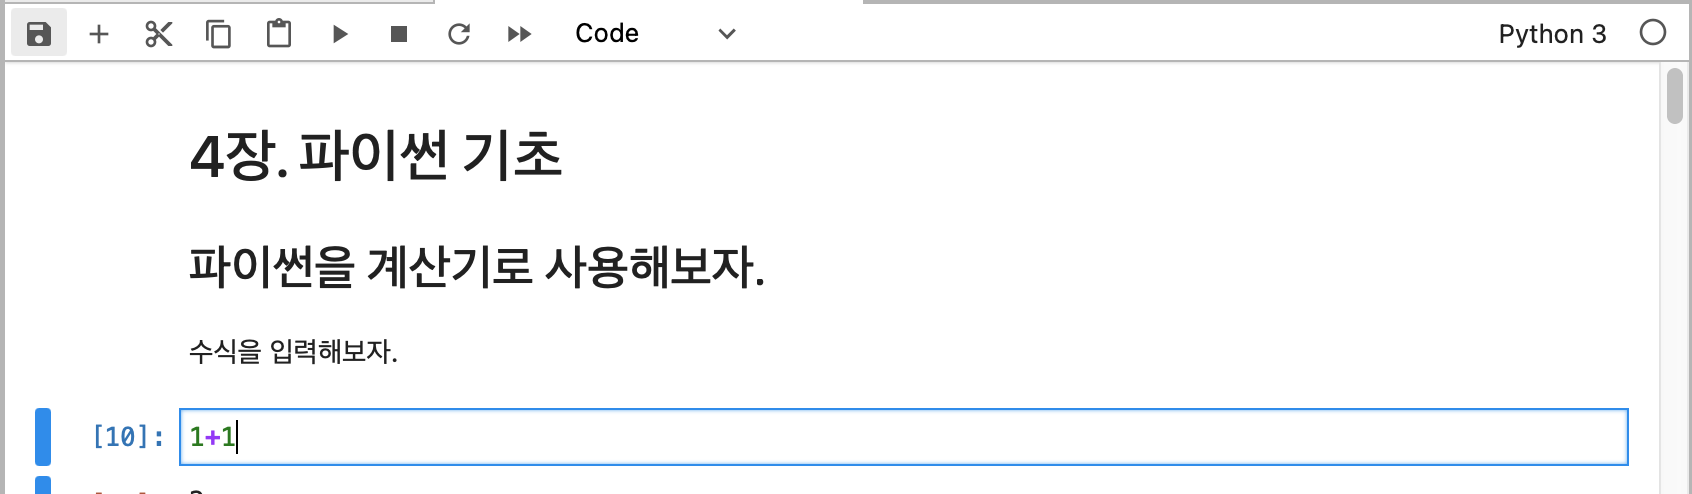 Code Python 3
4장. 파이썬 기초
파이썬을 계산기로 사용해보자.
수식을 입력해보자.
[10]: 1+1